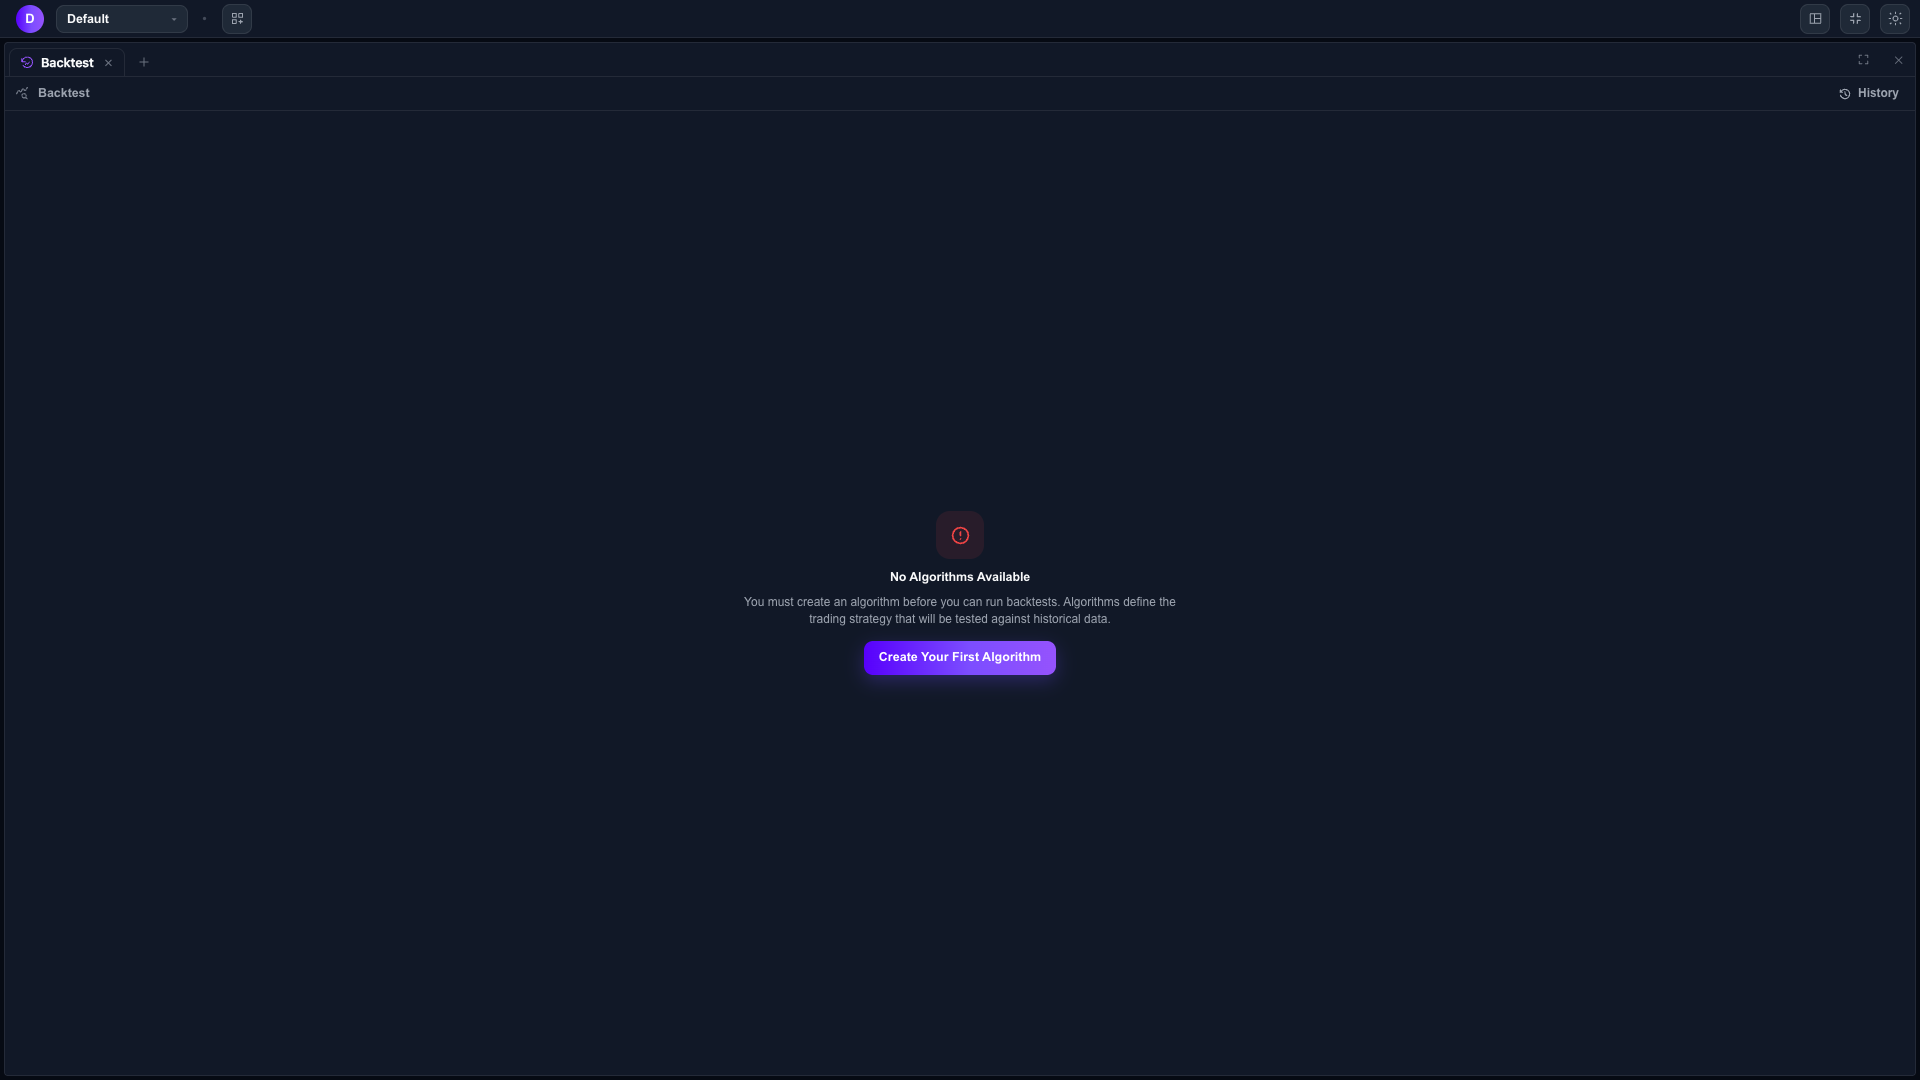 D
Default
Backtest
Backtest
History
No Algorithms Available
You must create an algorithm before you can run backtests. Algorithms define the
trading strategy that will be tested against historical data.
Create Your First Algorithm